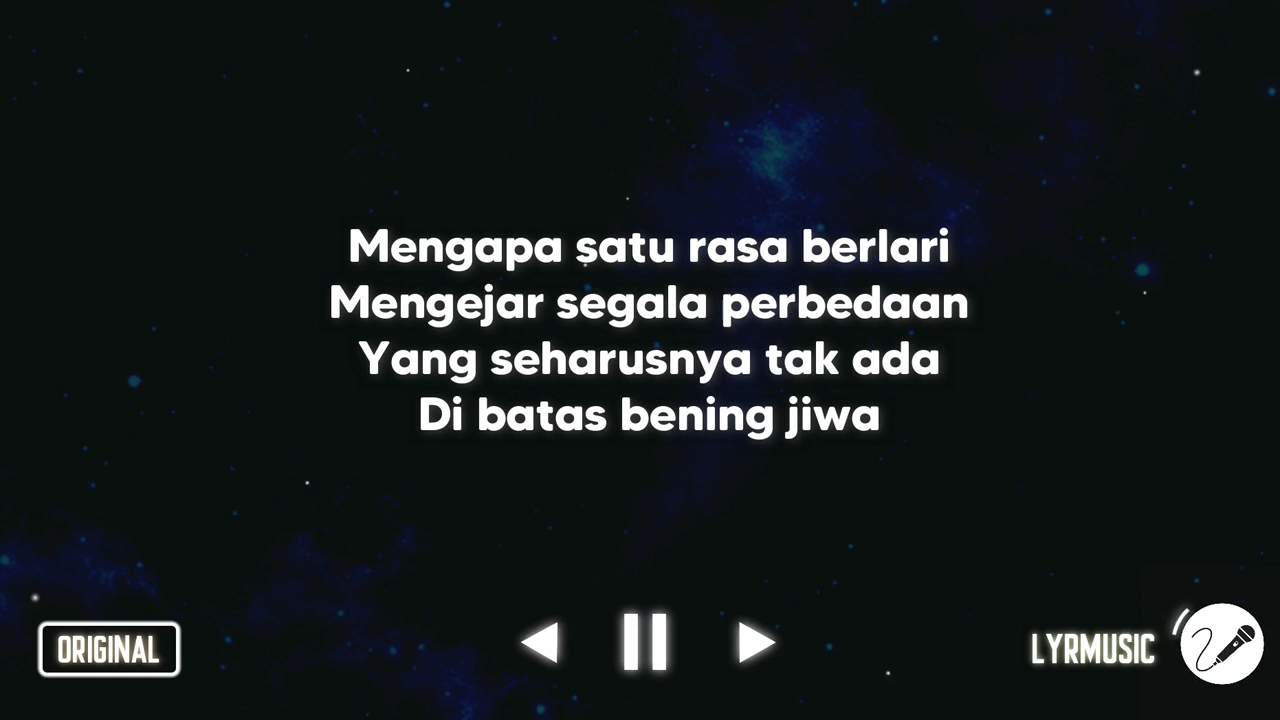 Mengapa satu rasa berlari
Mengejar segala perbedaan
Yang seharusnya tak ada
Di batas bening jiwa
ORIGINAL
LYRMUSIC